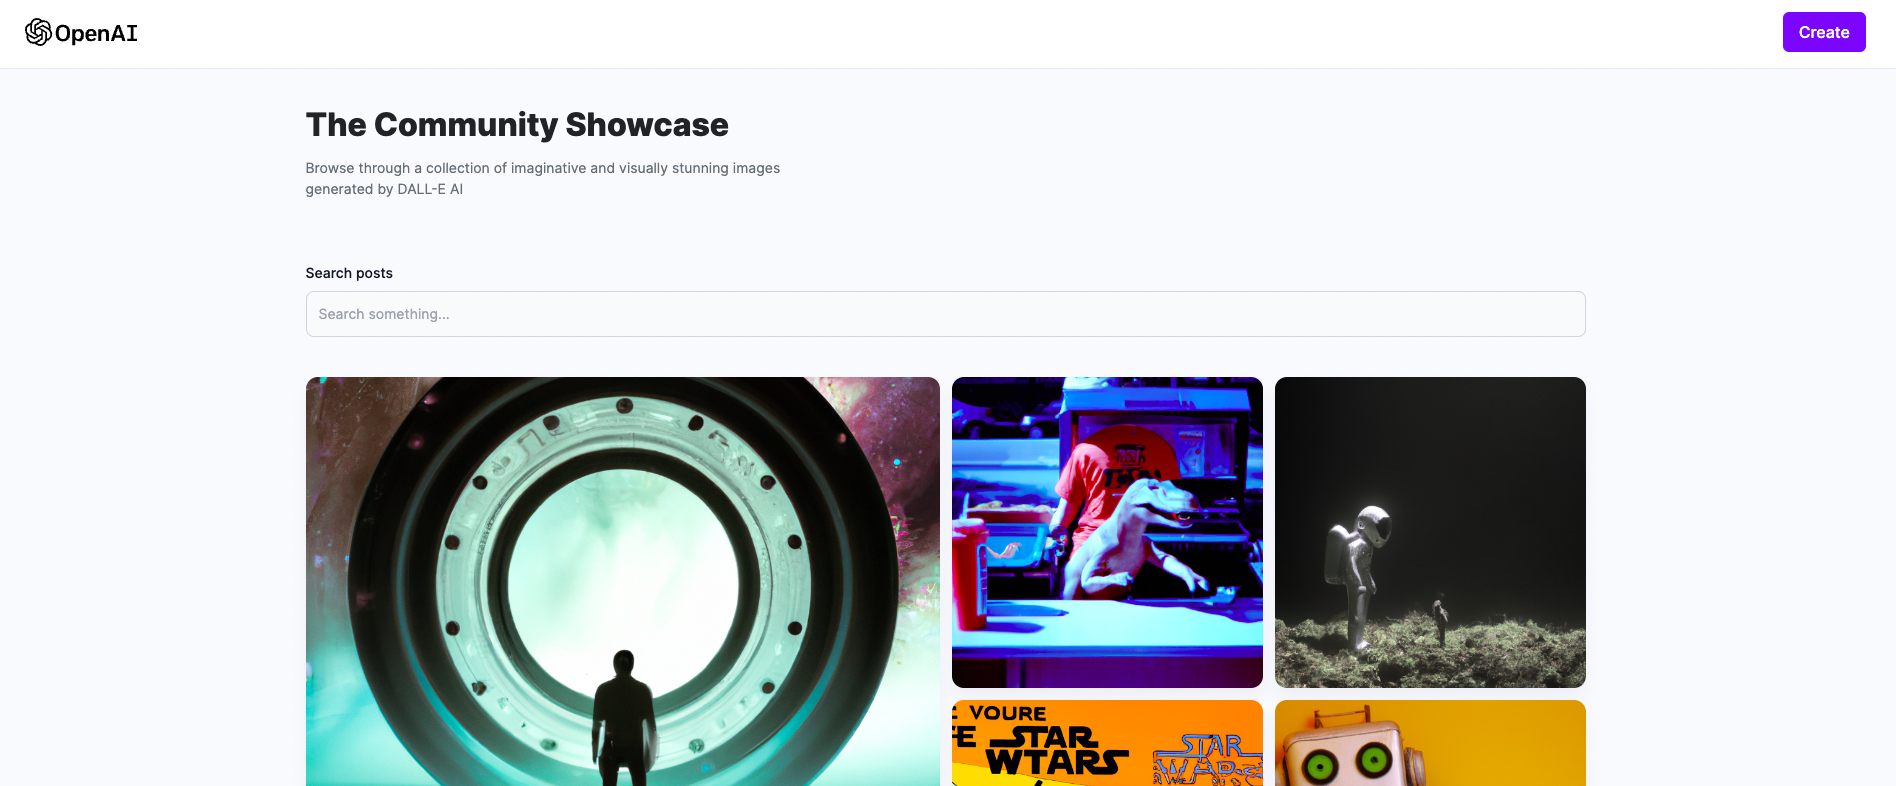 OpenAI
Create
The Community Showcase
Browse through a collection of imaginative and visually stunning images
generated by DALL-E AI
Search posts
Search something...
VOURE
STAR
WTARS
STAR